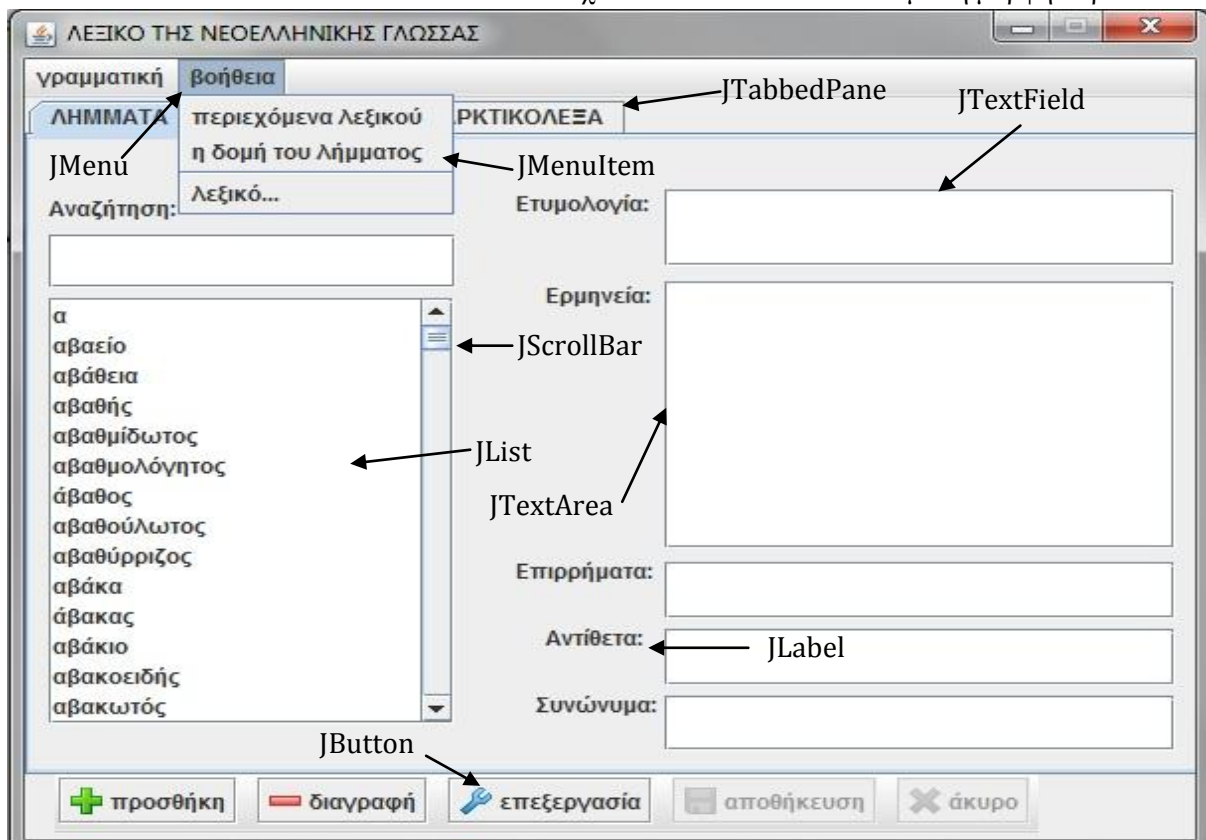 ΛΕΞΙΚΟ ΤΗΣ ΝΕΟΕΛΛΗΝΙΚΗΣ ΓΛΩΣΣΑΣ
γραμματική βοήθεια
JTabbedPane
JTextField
ΛΗΜΜΑΤΑ περιεχόμενα λεξικού ΡΚΤΙΚΟΛΕΞΑ
η δομή του λήμματος
JMenu
JMenuItem
λεξικό...
Αναζήτηση:
Ετυμολογία:
Ερμηνεία:
α
αβαείο
JScrollBar
αβάθεια
αβαθής
αβαθμίδωτος
αβαθμολόγητος
JList
άβαθος
JTextArea
αβαθούλωτος
αβαθύρριζος
Επιρρήματα:
αβάκα
άβακας
αβάκιο
Αντίθετα:
JLabel
αβακοειδής
αβακωτός
Συνώνυμα:
JButton
προσθήκη διαγραφή επεξεργασία αποθήκευση άκυρο